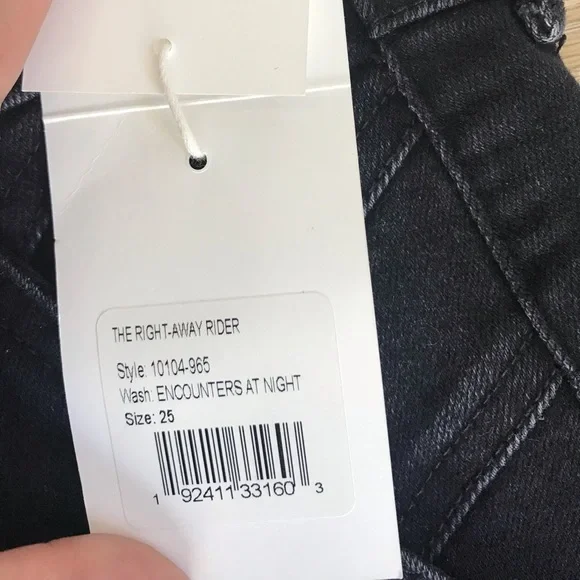 THE RIGHT-AWAY RIDER
Style: 10104-965
Wash: ENCOUNTERS AT NIGHT
Size: 25
1 92411 33160 3